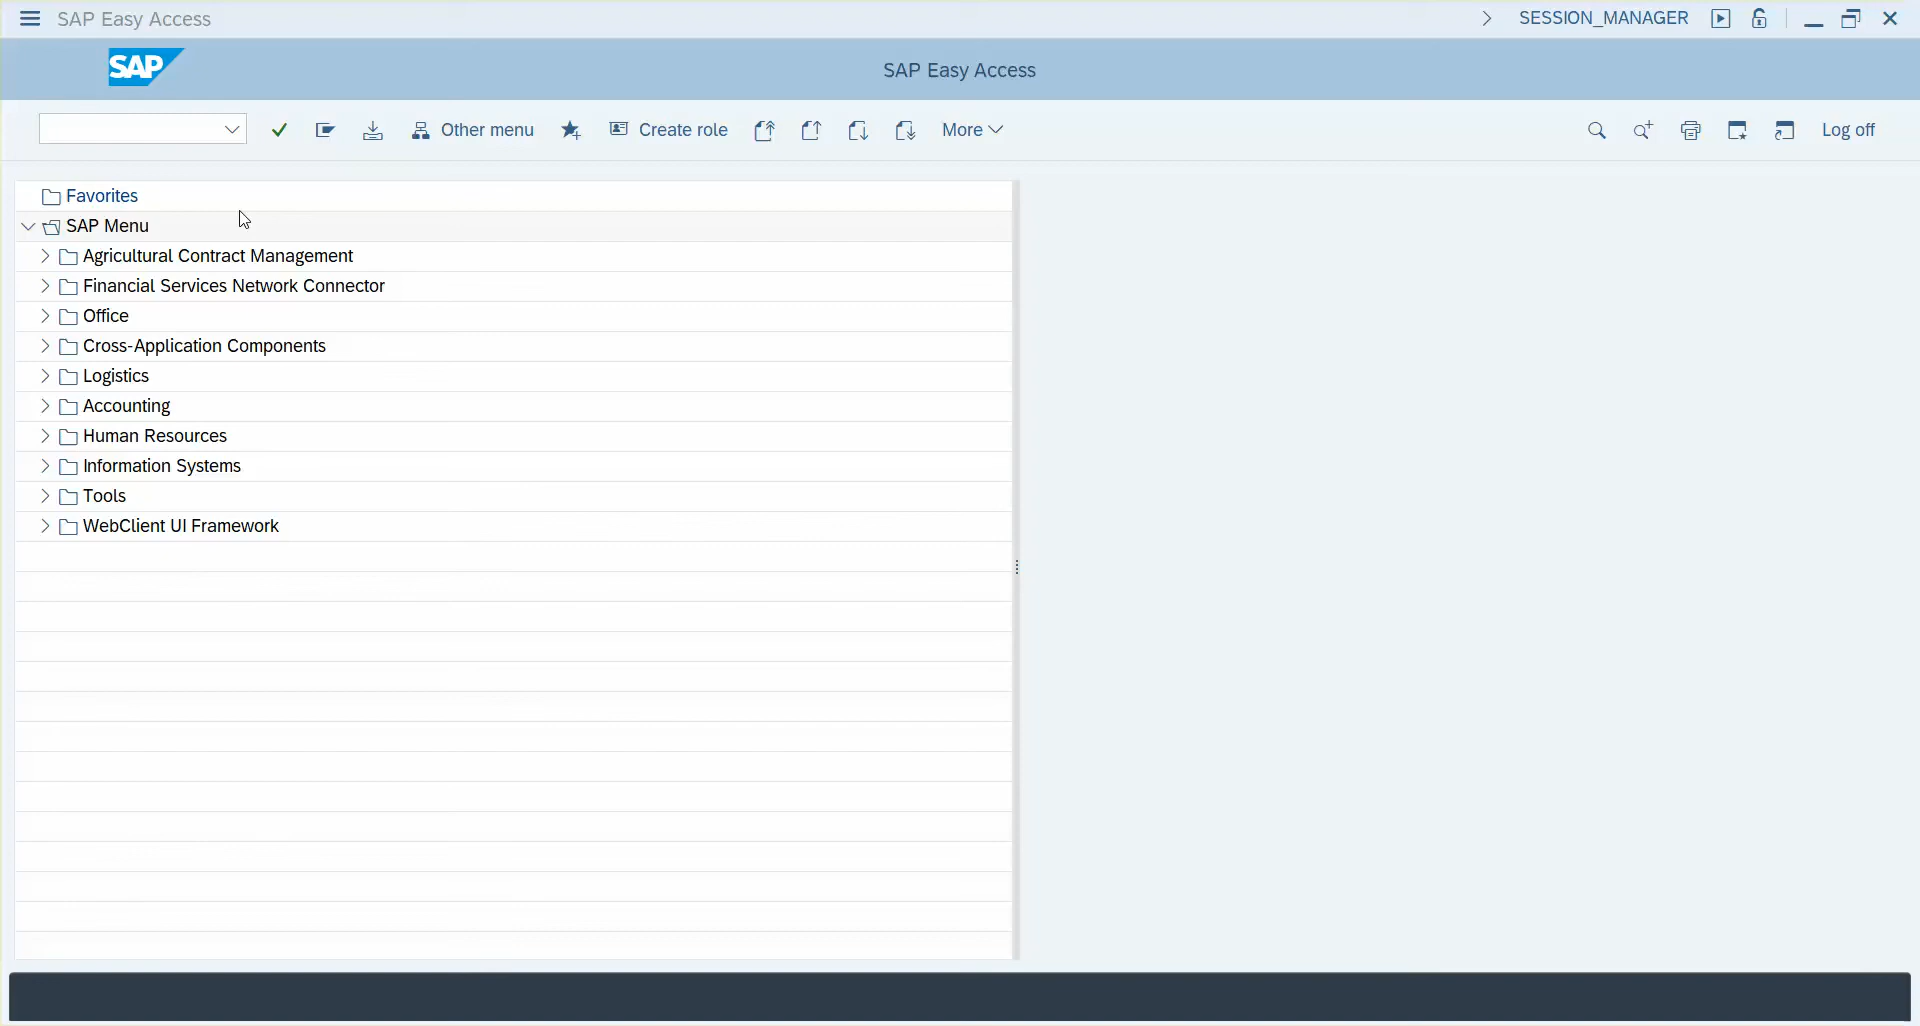 SAP Easy Access
SESSION_MANAGER
SAP
SAP Easy Access
Other menu
Create role
More
Log off
Favorites
SAP Menu
Agricultural Contract Management
Financial Services Network Connector
Office
Cross-Application Components
Logistics
Accounting
Human Resources
Information Systems
Tools
WebClient UI Framework